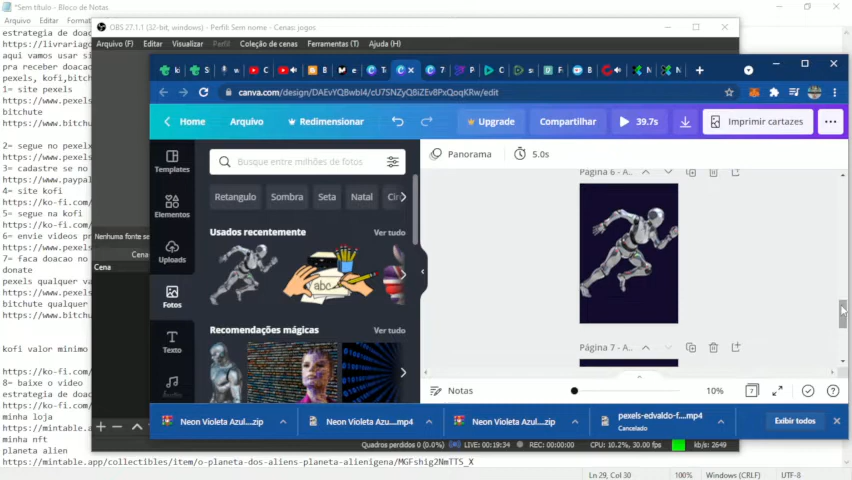 *Sem título - Bloco de Notas
Arquivo Editar Format
estrategia de doac
https://livrariago
aqui vamos usar si
pra receber doacao
pexels, kofi,bitch
1= site pexels
https://www.pexels
bitchute
https://www.bitchu
2= segue no pexelx
https://www.pexels
3= cadastre se no
https://www.paypal
4= site kofi
https://ko-fi.com/
5= segue na kofi
https://ko-fi.com/
6= envie videos pr
https://www.pexels
7= faca doacao no
donate
pexels qualquer va
https://www.pexels
bitchute qualquer
https://www.bitchu
kofi valor minimo
https://ko-fi.com/
8= baixe o video
estrategia de doac
https://ko-fi.com/
minha loja
https://mintable.a
minha nft
planeta alien
https://mintable.app/collectibles/item/o-planeta-dos-aliens-planeta-alienigena/MGFshig2NmTTS_X
OBS 27.1.1 (32-bit, windows) - Perfil: Sem nome - Cenas: jogos
Arquivo (F) Editar Visualizar Perfil Coleção de cenas Ferramentas (T) Ajuda (H)
Nenhuma fonte se
Cena
Cena
canva.com/design/DAEvYQBwbl4/cU7SNZyQ8iZEv8PxQoqKRw/edit
Home Arquivo Redimensionar Upgrade Compartilhar 39.7s Imprimir cartazes
Templates
Elementos
Uploads
Fotos
Texto
Áudio
Busque entre milhões de fotos
Retangulo Sombra Seta Natal Cír
Usados recentemente Ver tudo
abc
Recomendações mágicas Ver tudo
Panorama 5.0s
Página 6 - A...
Página 7 - A...
Notas 10% 7
Neon Violeta Azul....zip Neon Violeta Azu....mp4 Neon Violeta Azul....zip pexels-edvaldo-f....mp4 Cancelado Exibir todos
Quadros perdidos 0 (0.0%) LIVE: 00:19:34 REC: 00:00:00 CPU: 10.2%, 30.00 fps kb/s: 2649
Ln 29, Col 30 100% Windows (CRLF) UTF-8